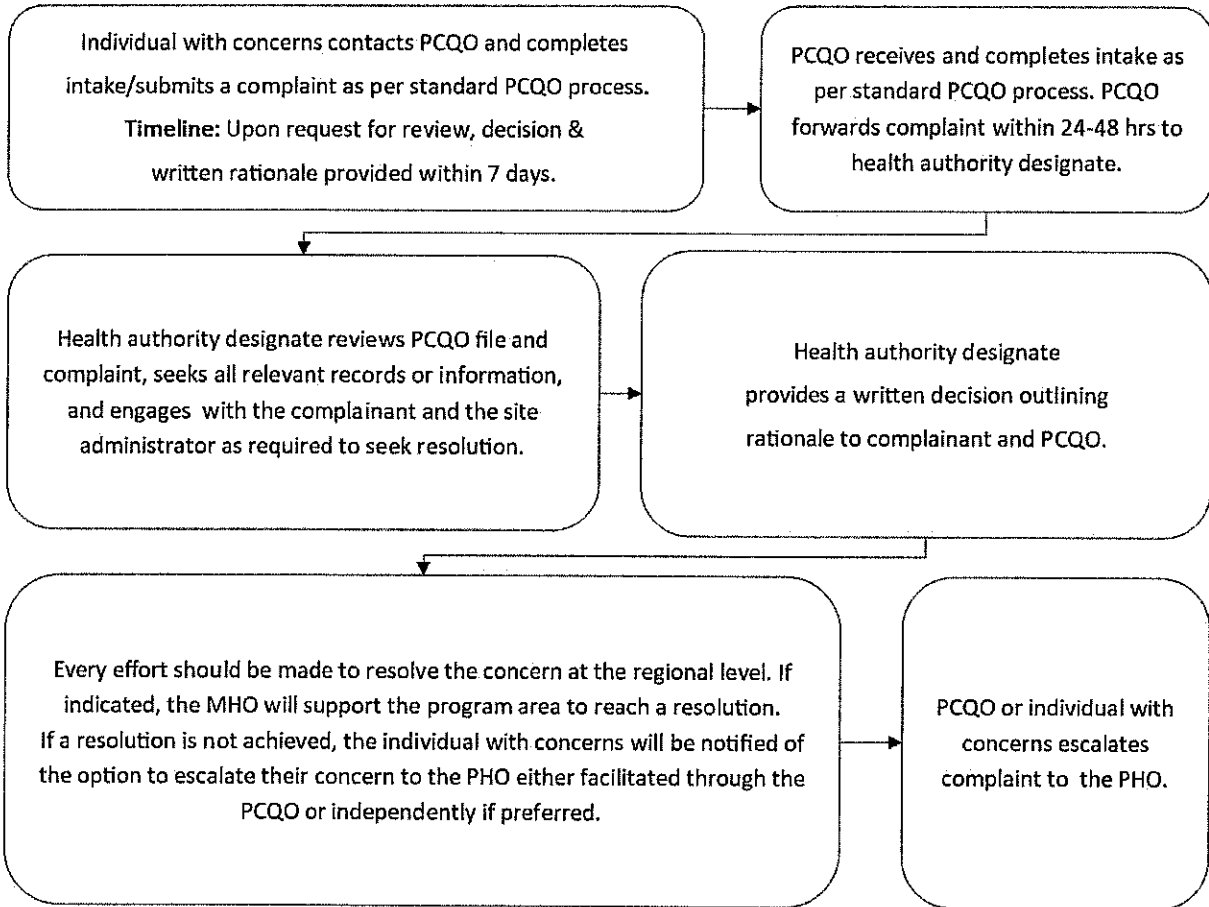 Individual with concerns contacts PCQO and completes
intake/submits a complaint as per standard PCQO process.
Timeline: Upon request for review, decision &
written rationale provided within 7 days.
PCQO receives and completes intake as
per standard PCQO process. PCQO
forwards complaint within 24-48 hrs to
health authority designate.
Health authority designate reviews PCQO file and
complaint, seeks all relevant records or information,
and engages with the complainant and the site
administrator as required to seek resolution.
Health authority designate
provides a written decision outlining
rationale to complainant and PCQO.
Every effort should be made to resolve the concern at the regional level. If
indicated, the MHO will support the program area to reach a resolution.
If a resolution is not achieved, the individual with concerns will be notified of
the option to escalate their concern to the PHO either facilitated through the
PCQO or independently if preferred.
PCQO or individual with
concerns escalates
complaint to the PHO.